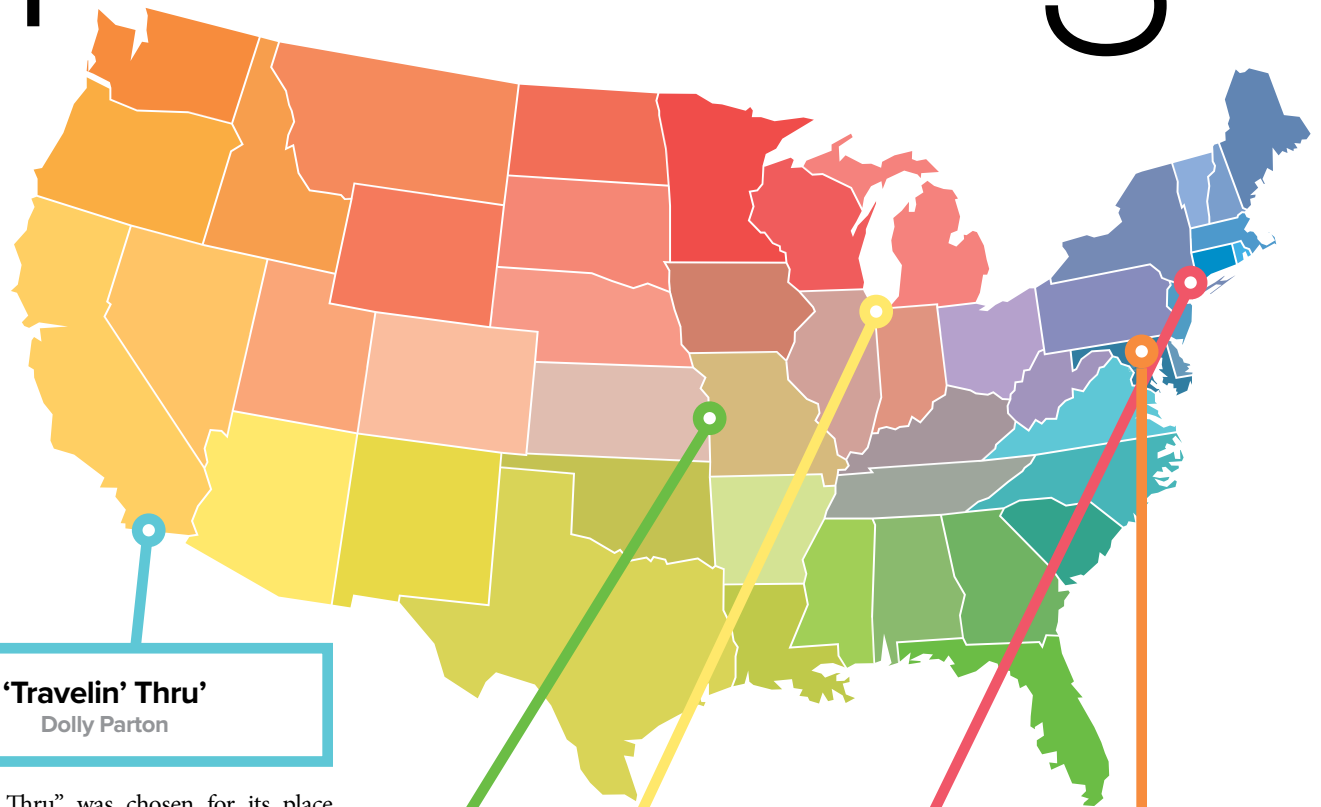 ‘Travelin’ Thru’
Dolly Parton
Thru” was chosen for its place